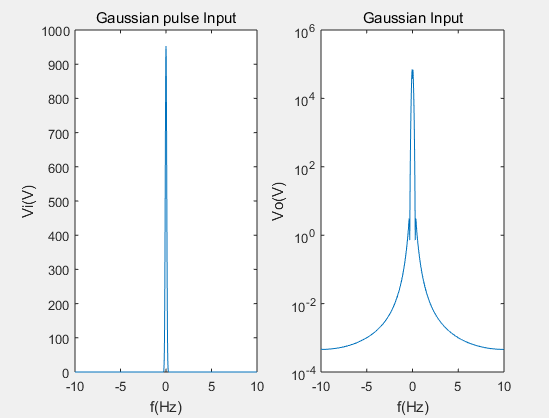 Gaussian pulse Input
Vi(V)
1000
900
800
700
600
500
400
300
200
100
0
-10 -5 0 5 10
f(Hz)
Gaussian Input
Vo(V)
10^6
10^4
10^2
10^0
10^-2
10^-4
-10 -5 0 5 10
f(Hz)